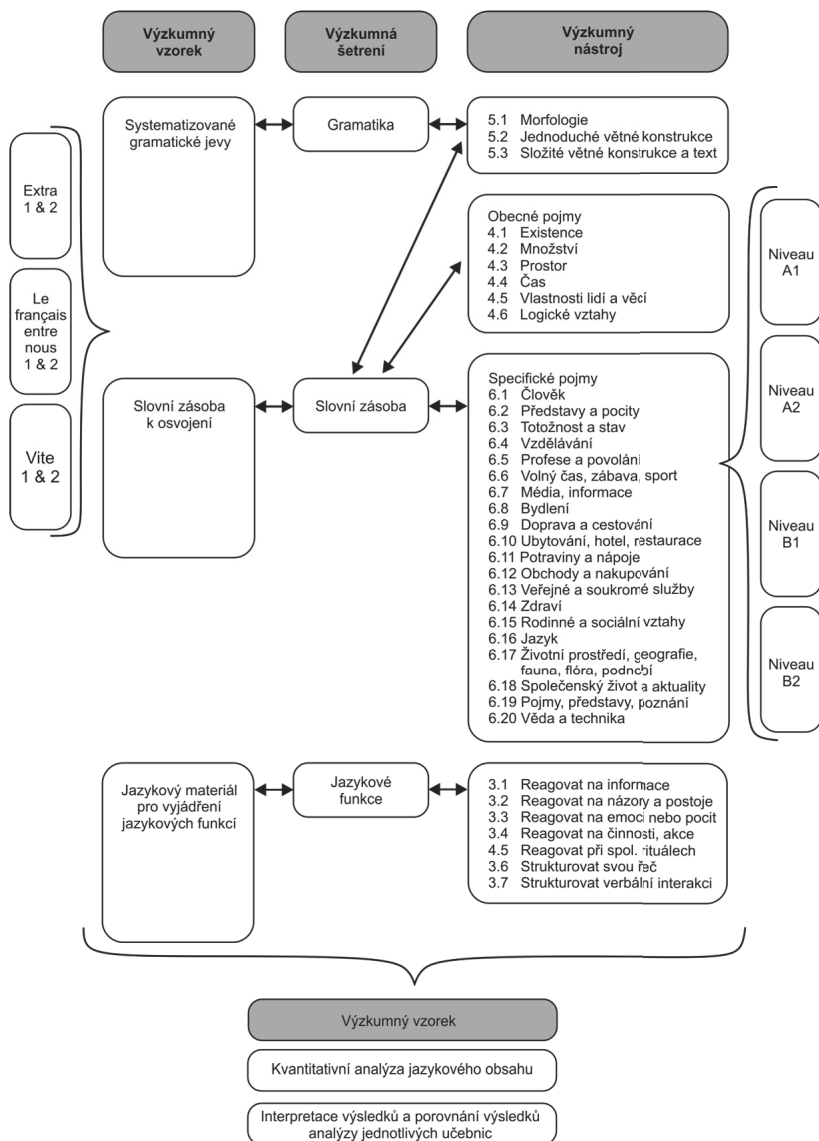 Výzkumný
vzorek
Výzkumná
šetrení
Výzkumný
nástroj
Extra
1 & 2
Le
français
entre
nous
1 & 2
Vite
1 & 2
Systematizované
gramatické jevy
Gramatika
5.1 Morfologie
5.2 Jednoduché větné konstrukce
5.3 Složité větné konstrukce a text
Obecné pojmy
4.1 Existence
4.2 Množství
4.3 Prostor
4.4 Čas
4.5 Vlastnosti lidí a věcí
4.6 Logické vztahy
Slovní zásoba
k osvojení
Slovní zásoba
Specifické pojmy
6.1 Člověk
6.2 Představy a pocity
6.3 Totožnost a stav
6.4 Vzdělávání
6.5 Profese a povolání
6.6 Volný čas, zábava, sport
6.7 Média, informace
6.8 Bydlení
6.9 Doprava a cestování
6.10 Ubytování, hotel, restaurace
6.11 Potraviny a nápoje
6.12 Obchody a nakupování
6.13 Veřejné a soukromé služby
6.14 Zdraví
6.15 Rodinné a sociální vztahy
6.16 Jazyk
6.17 Životní prostředí, geografie,
fauna, flóra, podnebí
6.18 Společenský život a aktuality
6.19 Pojmy, představy, poznání
6.20 Věda a technika
Niveau
A1
Niveau
A2
Niveau
B1
Niveau
B2
Jazykový materiál
pro vyjádření
jazykových funkcí
Jazykové
funkce
3.1 Reagovat na informace
3.2 Reagovat na názory a postoje
3.3 Reagovat na emoci nebo pocit
3.4 Reagovat na činnosti, akce
4.5 Reagovat při spol. rituálech
3.6 Strukturovat svou řeč
3.7 Strukturovat verbální interakci
Výzkumný vzorek
Kvantitativní analýza jazykového obsahu
Interpretace výsledků a porovnání výsledků
analýzy jednotlivých učebnic